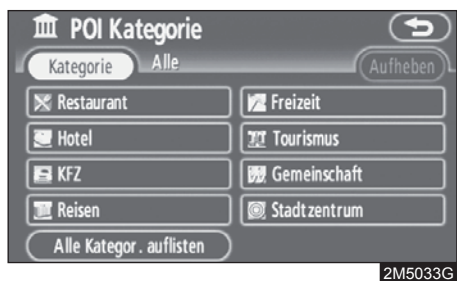 POI Kategorie
Kategorie Alle Aufheben
Restaurant Freizeit
Hotel Tourismus
KFZ Gemeinschaft
Reisen Stadtzentrum
Alle Kategor. auflisten
2M5033G